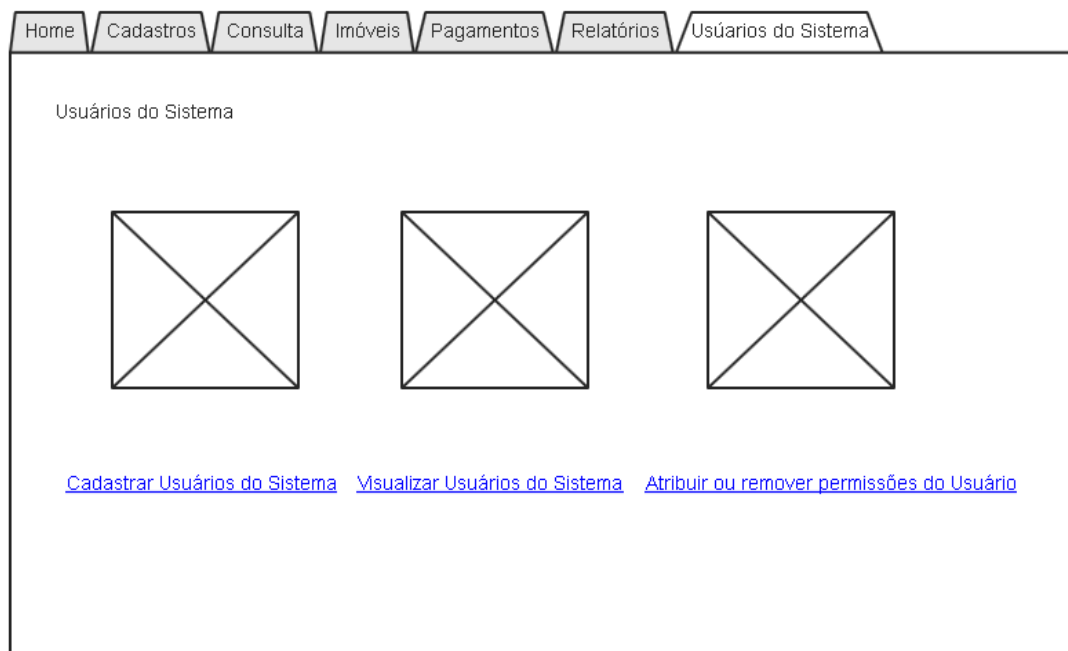 Home Cadastros Consulta Imóveis Pagamentos Relatórios Usúarios do Sistema
Usuários do Sistema
Cadastrar Usuários do Sistema Visualizar Usuários do Sistema Atribuir ou remover permissões do Usuário